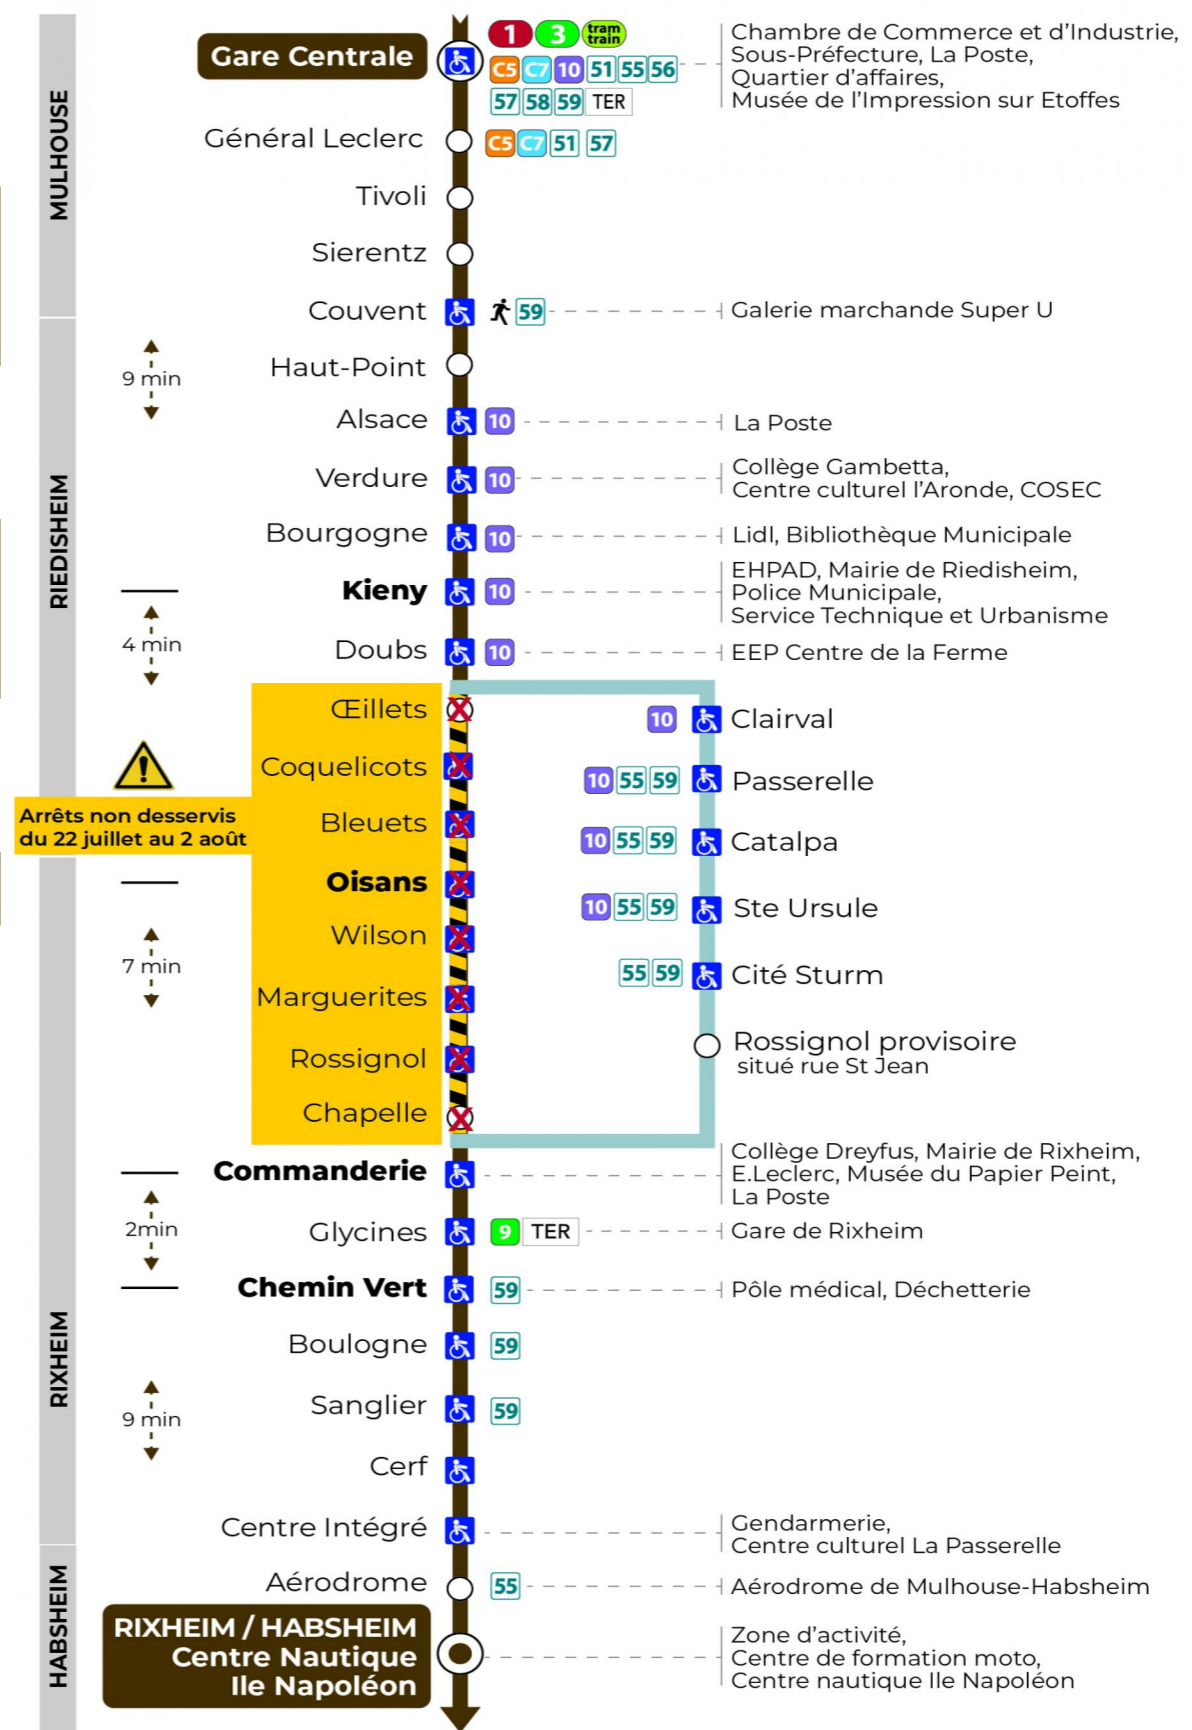 MULHOUSE
Gare Centrale
1 3 tram train
C5 C7 10 51 55 56
57 58 59 TER
Chambre de Commerce et d’Industrie,
Sous-Préfecture, La Poste,
Quartier d’affaires,
Musée de l’Impression sur Etoffes
Général Leclerc
C5 C7 51 57
Tivoli
Sierentz
Couvent
59
Galerie marchande Super U
RIEDISHEIM
9 min
Haut-Point
Alsace
10
La Poste
Verdure
10
Collège Gambetta,
Centre culturel l’Aronde, COSEC
Bourgogne
10
Lidl, Bibliothèque Municipale
Kieny
10
EHPAD, Mairie de Riedisheim,
Police Municipale,
Service Technique et Urbanisme
4 min
Doubs
10
EEP Centre de la Ferme
Œillets
Coquelicots
Bleuets
Arrêts non desservis
du 22 juillet au 2 août
Oisans
7 min
Wilson
Marguerites
Rossignol
Chapelle
10 Clairval
10 55 59 Passerelle
10 55 59 Catalpa
10 55 59 Ste Ursule
55 59 Cité Sturm
Rossignol provisoire
situé rue St Jean
RIXHEIM
Commanderie
Collège Dreyfus, Mairie de Rixheim,
E.Leclerc, Musée du Papier Peint,
La Poste
2min
Glycines
9 TER
Gare de Rixheim
Chemin Vert
59
Pôle médical, Déchetterie
Boulogne
59
9 min
Sanglier
59
Cerf
Centre Intégré
Gendarmerie,
Centre culturel La Passerelle
HABSHEIM
Aérodrome
55
Aérodrome de Mulhouse-Habsheim
RIXHEIM / HABSHEIM
Centre Nautique
Ile Napoléon
Zone d’activité,
Centre de formation moto,
Centre nautique Ile Napoléon